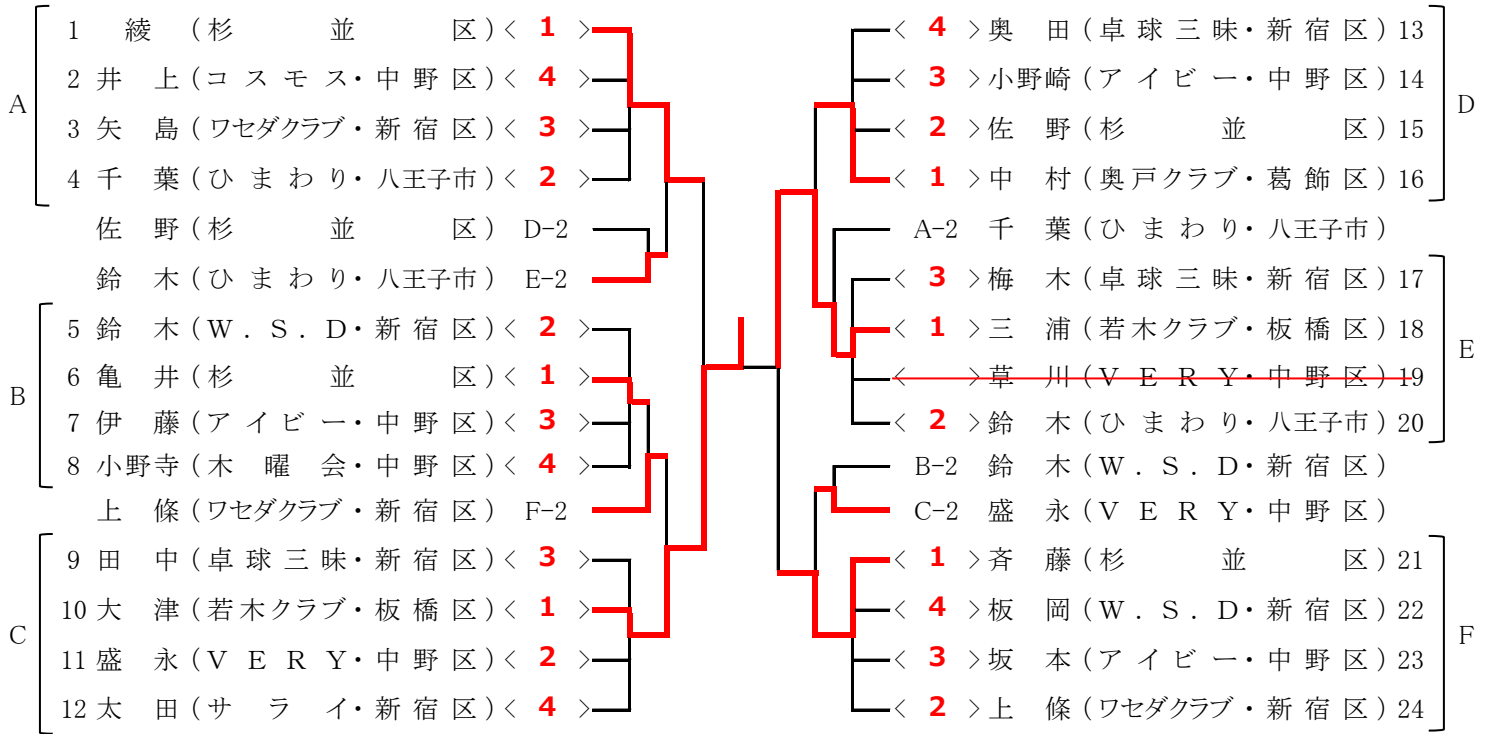 A
1 綾 (杉並区) < 1 >
2 井上 (コスモス・中野区) < 4 >
3 矢島 (ワセダクラブ・新宿区) < 3 >
4 千葉 (ひまわり・八王子市) < 2 >
佐野 (杉並区) D-2
鈴木 (ひまわり・八王子市) E-2
B
5 鈴木 (W.S.D・新宿区) < 2 >
6 亀井 (杉並区) < 1 >
7 伊藤 (アイビー・中野区) < 3 >
8 小野寺 (木曜会・中野区) < 4 >
上條 (ワセダクラブ・新宿区) F-2
C
9 田中 (卓球三昧・新宿区) < 3 >
10 大津 (若木クラブ・板橋区) < 1 >
11 盛永 (VERY・中野区) < 2 >
12 太田 (サライ・新宿区) < 4 >
< 4 > 奥田 (卓球三昧・新宿区) 13
< 3 > 小野崎 (アイビー・中野区) 14
< 2 > 佐野 (杉並区) 15
< 1 > 中村 (奥戸クラブ・葛飾区) 16
D
A-2 千葉 (ひまわり・八王子市)
< 3 > 梅木 (卓球三昧・新宿区) 17
< 1 > 三浦 (若木クラブ・板橋区) 18
< > 草川 (VERY・中野区) 19
< 2 > 鈴木 (ひまわり・八王子市) 20
E
B-2 鈴木 (W.S.D・新宿区)
C-2 盛永 (VERY・中野区)
< 1 > 斉藤 (杉並区) 21
< 4 > 板岡 (W.S.D・新宿区) 22
< 3 > 坂本 (アイビー・中野区) 23
< 2 > 上條 (ワセダクラブ・新宿区) 24
F